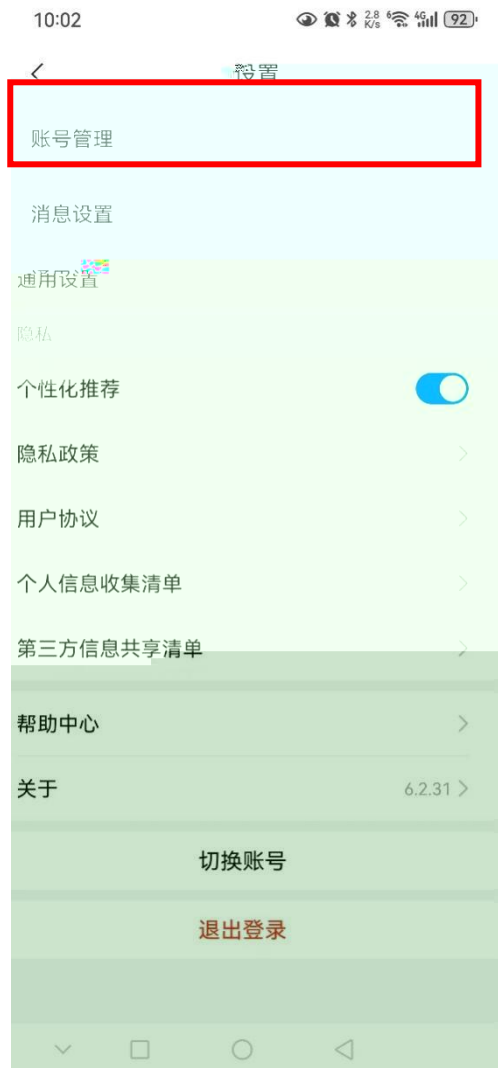 10:02
2.8 K/s 6 4G 92
设置
账号管理
消息设置
通用设置
隐私
个性化推荐
隐私政策
用户协议
个人信息收集清单
第三方信息共享清单
帮助中心
关于 6.2.31
切换账号
退出登录